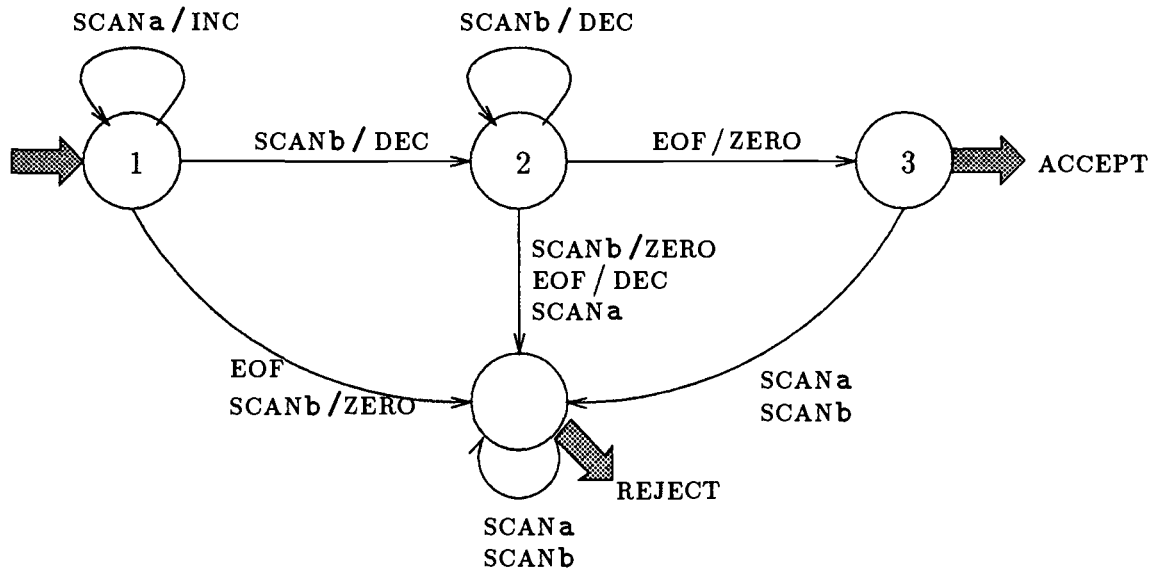 SCANa/INC
SCANb/DEC
1
SCANb/DEC
2
EOF/ZERO
3
ACCEPT
SCANb/ZERO
EOF/DEC
SCANa
EOF
SCANb/ZERO
SCANa
SCANb
REJECT
SCANa
SCANb